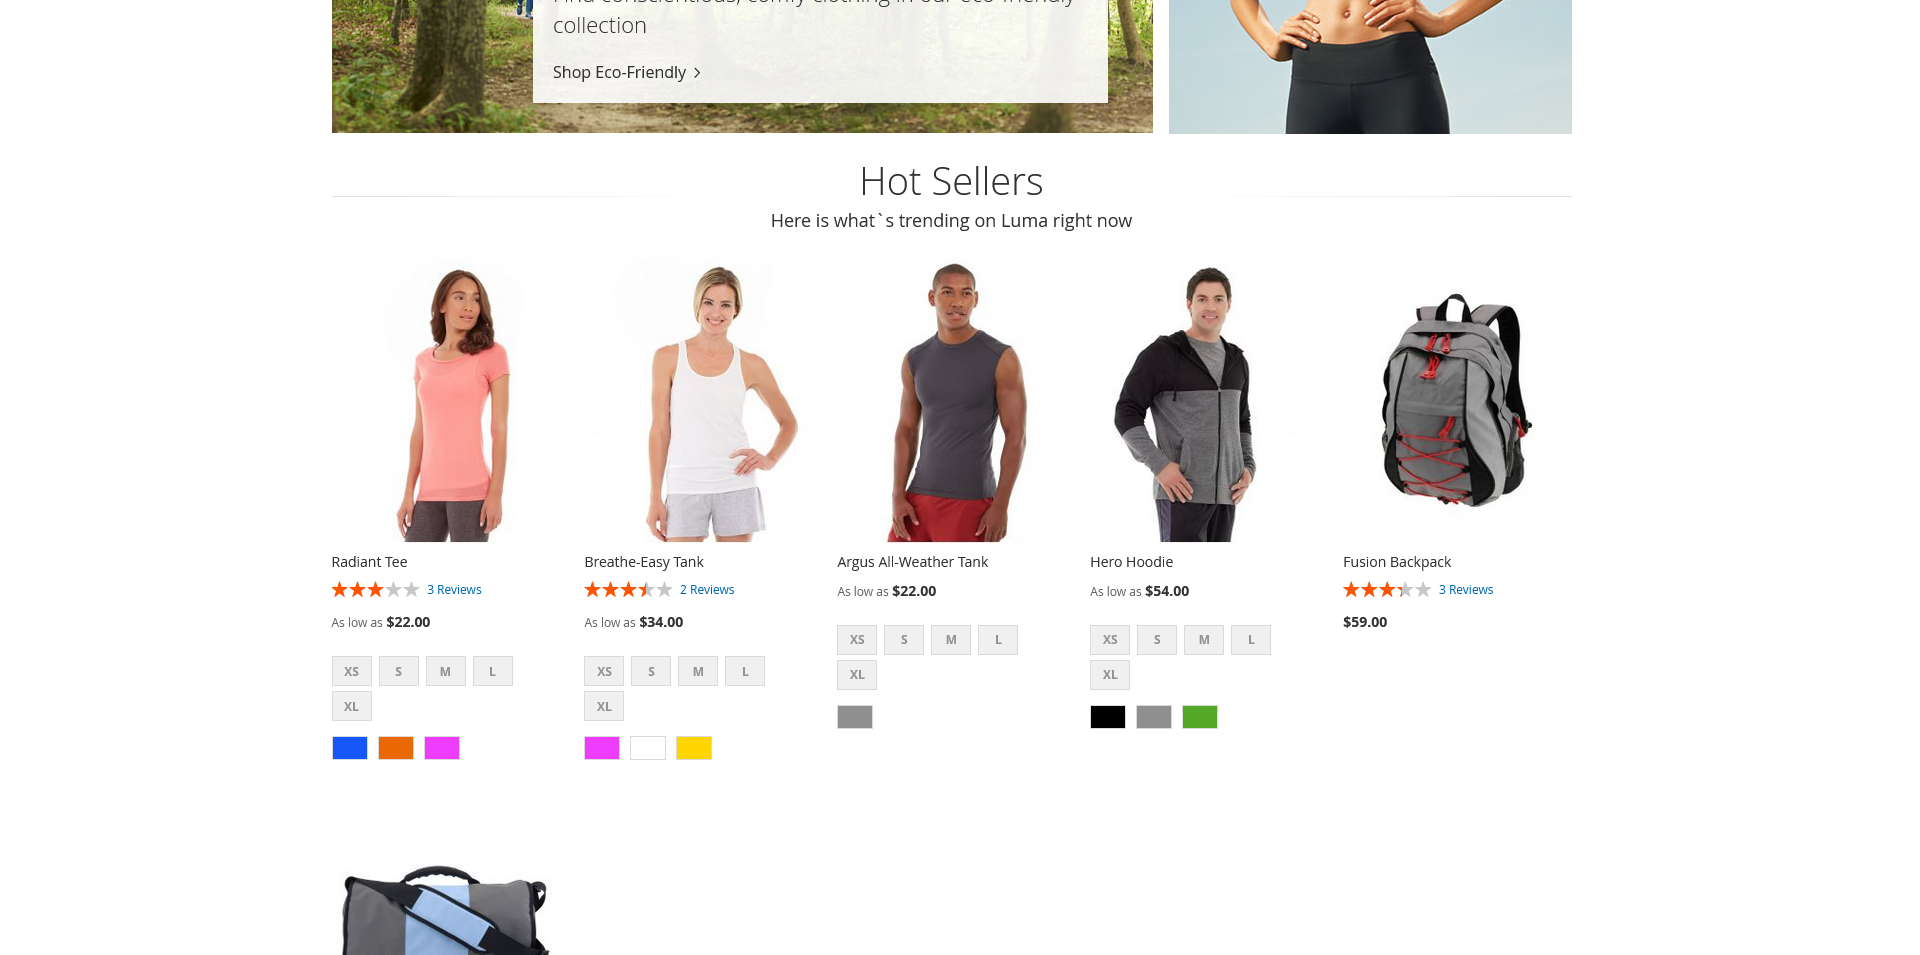 collection
Shop Eco-Friendly
Hot Sellers
Here is what`s trending on Luma right now
Radiant Tee
3 Reviews
As low as $22.00
XS S M L
XL
Breathe-Easy Tank
2 Reviews
As low as $34.00
XS S M L
XL
Argus All-Weather Tank
As low as $22.00
XS S M L
XL
Hero Hoodie
As low as $54.00
XS S M L
XL
Fusion Backpack
3 Reviews
$59.00